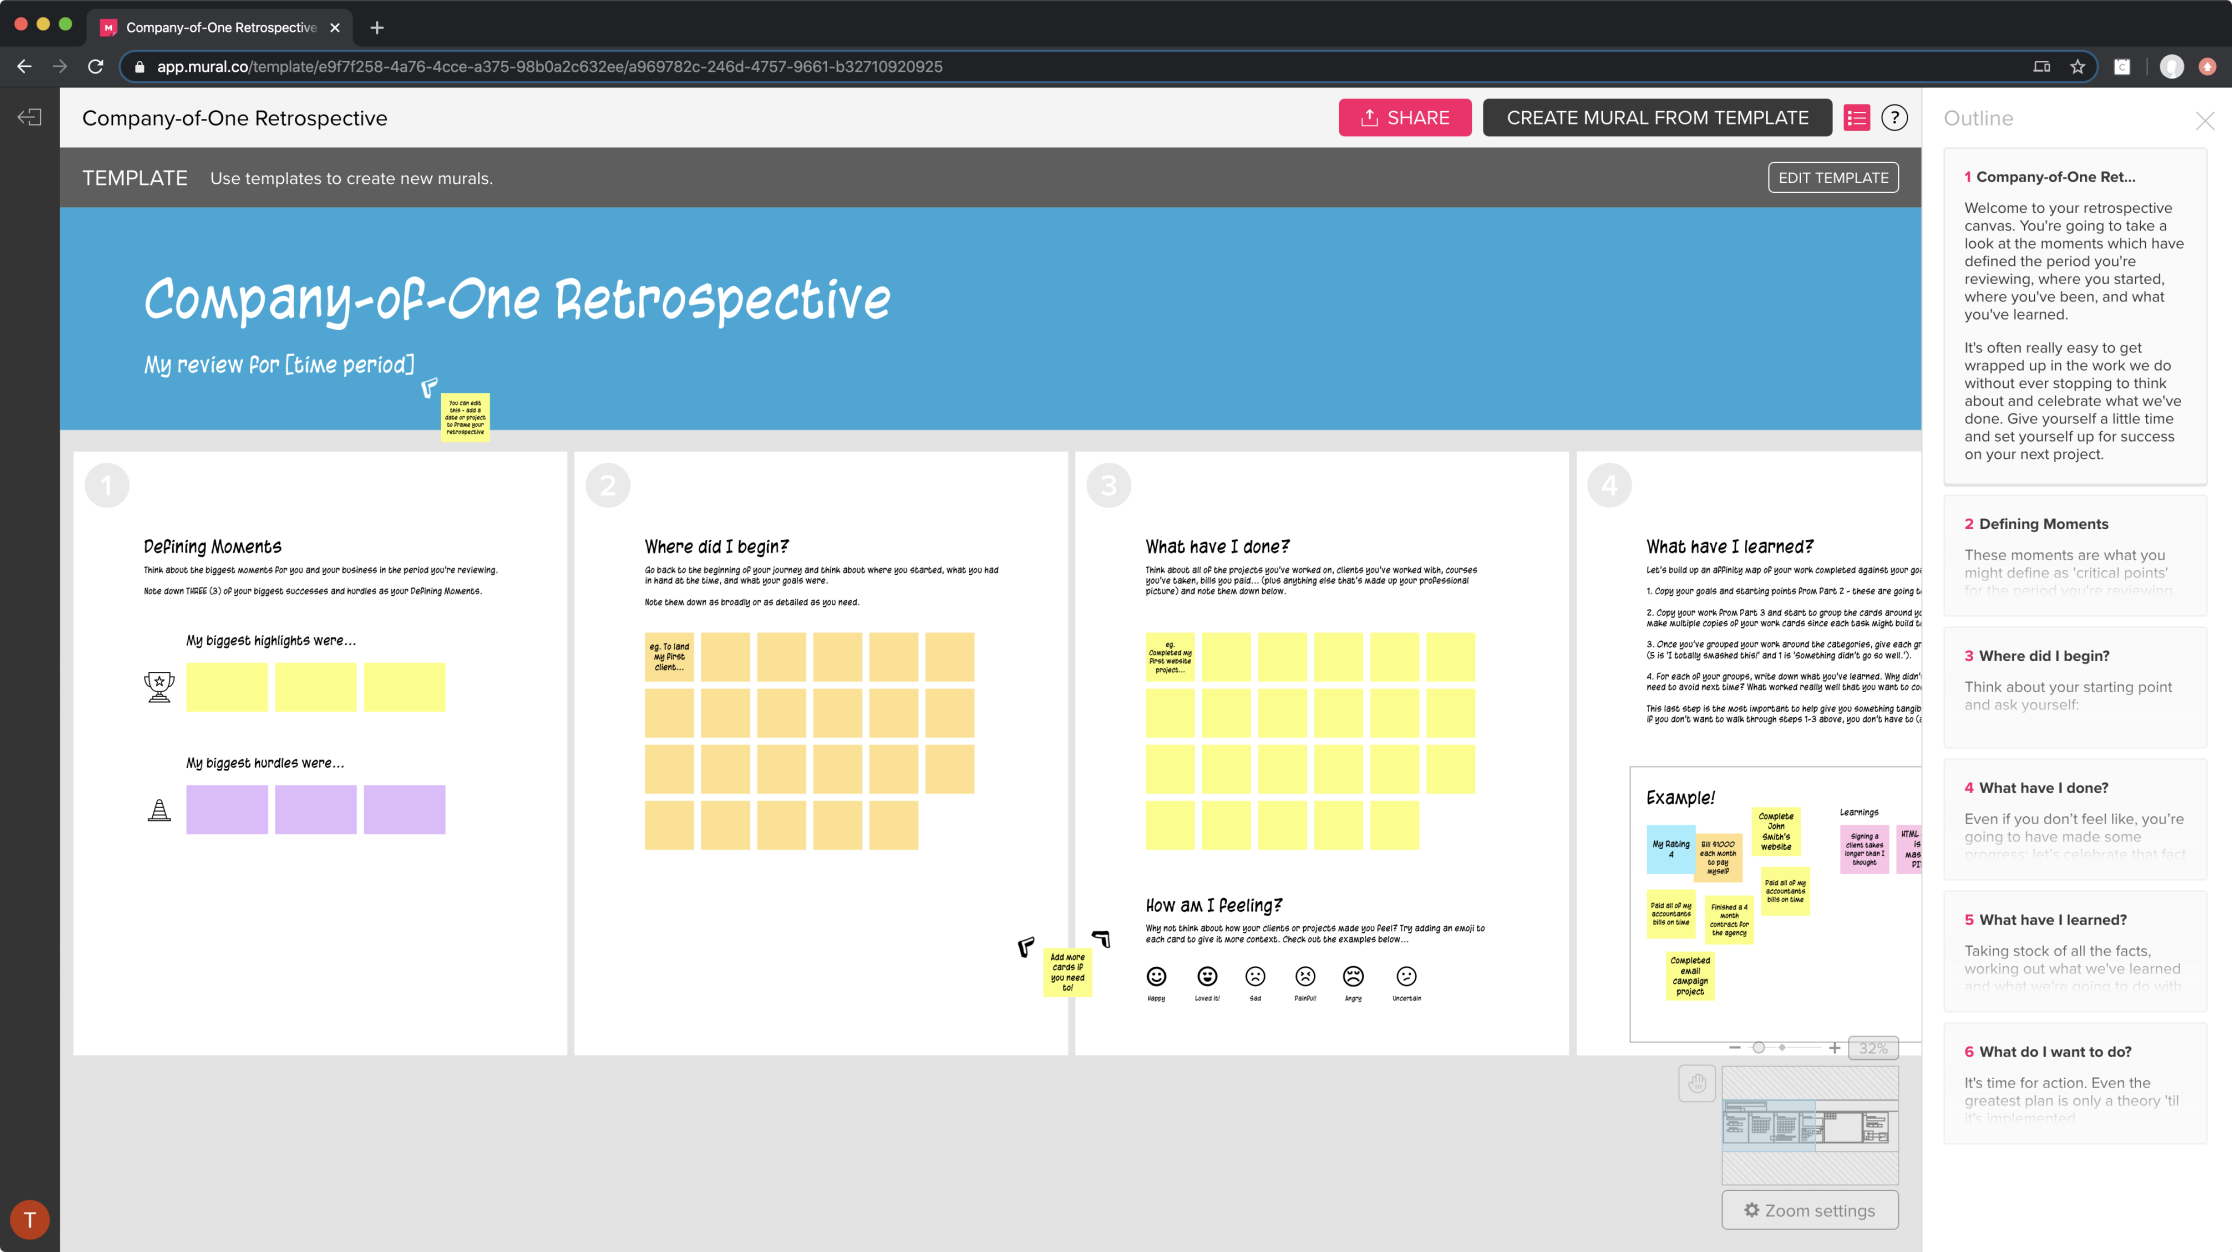 Company-of-One Retrospective
app.mural.co/template/e9f7f258-4a76-4cce-a375-98b0a2c632ee/a969782c-246d-4757-9661-b32710920925
Company-of-One Retrospective
SHARE
CREATE MURAL FROM TEMPLATE
?
TEMPLATE
Use templates to create new murals.
EDIT TEMPLATE
Company-of-One Retrospective
My review for [time period]
You can edit
this - add a
date or project
to frame your
retrospective
1
Defining Moments
Think about the biggest moments for you and your business in the period you're reviewing.
Note down THREE (3) of your biggest successes and hurdles as your Defining Moments.
My biggest highlights were...
My biggest hurdles were...
2
Where did I begin?
Go back to the beginning of your journey and think about where you started, what you had
in hand at the time, and what your goals were.
Note them down as broadly or as detailed as you need.
eg. To land
my first
client...
Add more
cards if
you need
to!
3
What have I done?
Think about all of the projects you've worked on, clients you've worked with, courses
you've taken, bills you paid... (plus anything else that's made up your professional
picture) and note them down below.
eg.
Completed my
first website
project...
How am I feeling?
Why not think about how your clients or projects made you feel? Try adding an emoji to
each card to give it more context. Check out the examples below...
Happy
Loved it!
Sad
Painful!
Angry
Uncertain
4
What have I learned?
Let's build up an affinity map of your work completed against your
1. Copy your goals and starting points from Part 2 - these are going
2. Copy your work from Part 3 and start to group the cards around
make multiple copies of your work cards since each task might build
3. Once you've grouped your work around the categories, give each
(5 is 'I totally smashed this!' and 1 is 'Something didn't go so well.').
4. For each of your groups, write down what you've learned. Why
need to avoid next time? What worked really well that you want to
This last step is the most important to help give you something
if you don't want to walk through steps 1-3 above, you don't have to
Example!
My Rating
4
Bill $1000
each month
to pay
myself
Complete
John
Smith's
website
Paid all of my
accountants
bills on time
Paid all of my
accountants
bills on time
Finished a 4
month
contract for
the agency
Completed
email
campaign
project
Learnings
Signing a
client takes
longer than I
thought
HTML
is
32%
Zoom settings
T
Outline
1 Company-of-One Ret...
Welcome to your retrospective
canvas. You're going to take a
look at the moments which have
defined the period you're
reviewing, where you started,
where you've been, and what
you've learned.
It's often really easy to get
wrapped up in the work we do
without ever stopping to think
about and celebrate what we've
done. Give yourself a little time
and set yourself up for success
on your next project.
2 Defining Moments
These moments are what you
might define as 'critical points'
for the period you're reviewing
3 Where did I begin?
Think about your starting point
and ask yourself:
4 What have I done?
Even if you don't feel like, you're
going to have made some
progress; let's celebrate that fact
5 What have I learned?
Taking stock of all the facts,
working out what we've learned
and what we're going to do with
6 What do I want to do?
It's time for action. Even the
greatest plan is only a theory 'til
it's implemented